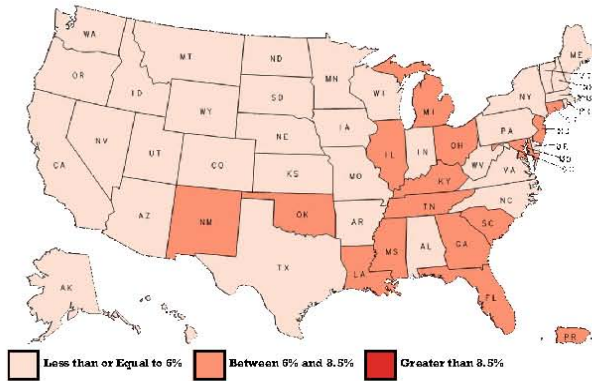 WA
ME
MT
ND
MN
OR
ID
SD
WI
NY
WY
MI
IA
PA
NE
NV
OH
IL
IN
NJ
UT
CO
WV
VA
CA
KS
MO
KY
NC
TN
AZ
NM
OK
AR
SC
MS
AL
GA
TX
LA
AK
FL
PR
Less than or Equal to 6% Between 6% and 8.5% Greater than 8.5%